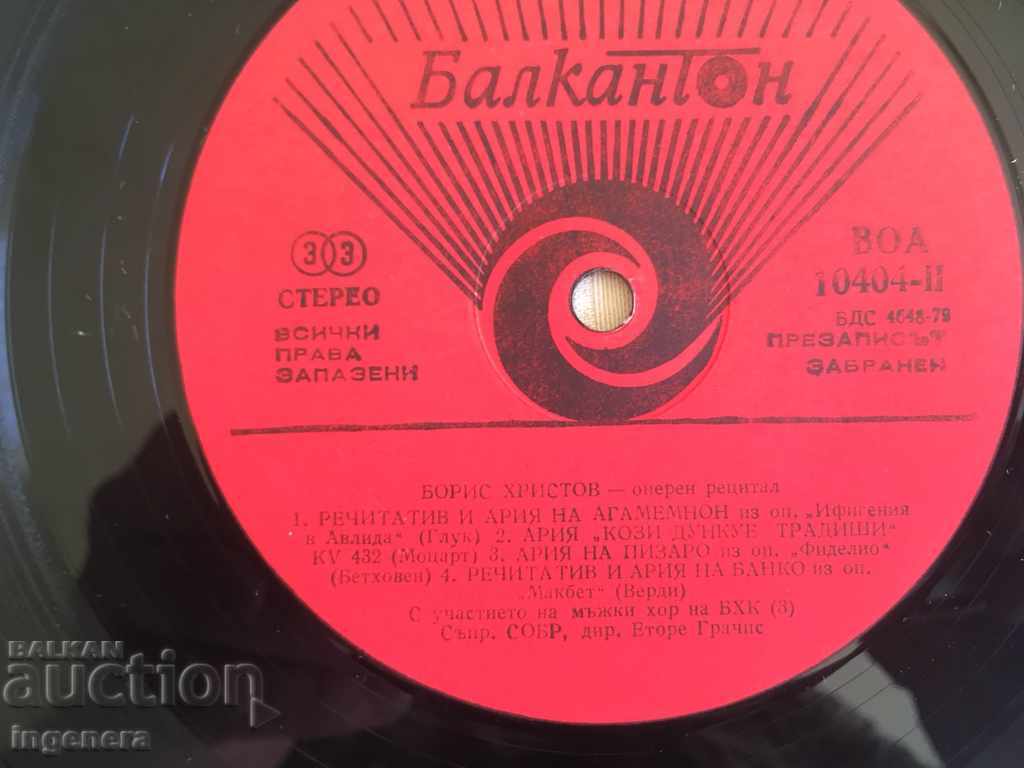 Балкантон
33
СТЕРЕО
ВСИЧКИ
ПРАВА
ЗАПАЗЕНИ
ВОА
10404-II
БДС 4648-79
ПРЕЗАПИСЪТ
ЗАБРАНЕН
БОРИС ХРИСТОВ — оперен рецитал
1. РЕЧИТАТИВ И АРИЯ НА АГАМЕМНОН из оп. „Ифигения
в Авлида“ (Глук) 2. АРИЯ „КОЗИ ДУНКУЕ ТРАДИШИ“
KV 432 (Моцарт) 3. АРИЯ НА ПИЗАРО из оп. „Фиделио“
(Бетховен) 4. РЕЧИТАТИВ И АРИЯ НА БАНКО из оп.
„Макбет“ (Верди)
С участието на мъжки хор на БХК (3)
Съпр. СОБР, дир. Еторе Грачис
BALKAN
auction
ingenera